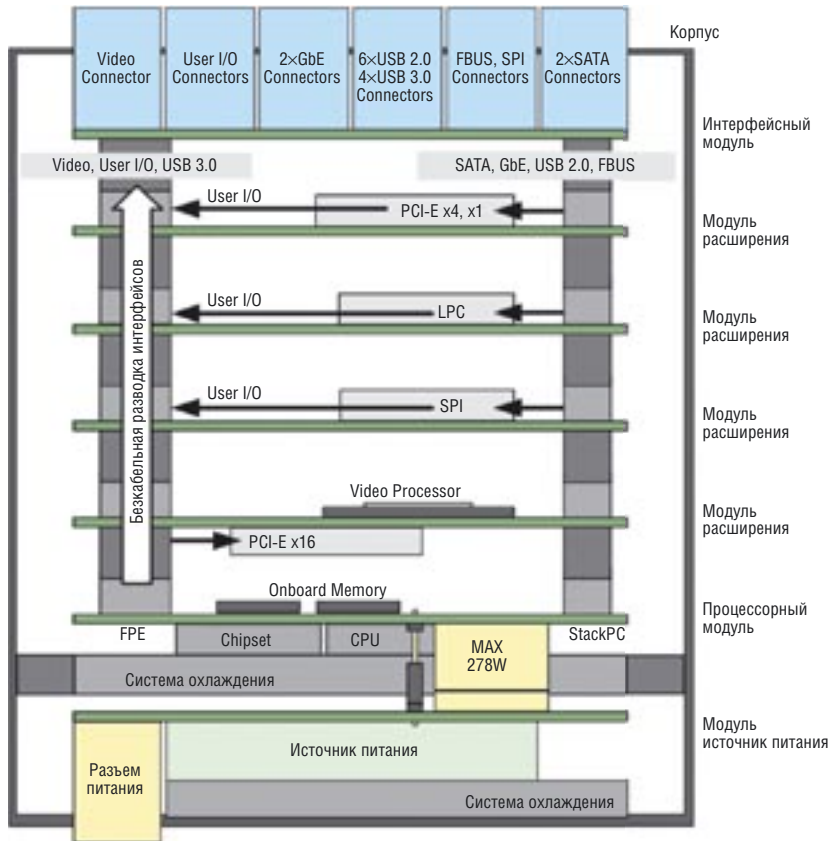 Корпус
Video
Connector
User I/O
Connectors
2×GbE
Connectors
6×USB 2.0
4×USB 3.0
Connectors
FBUS, SPI
Connectors
2×SATA
Connectors
Интерфейсный
модуль
Video, User I/O, USB 3.0
SATA, GbE, USB 2.0, FBUS
User I/O
PCI-E x4, x1
Модуль
расширения
User I/O
LPC
Модуль
расширения
User I/O
SPI
Модуль
расширения
Безкабельная разводка интерфейсов
Video Processor
Модуль
расширения
PCI-E x16
Onboard Memory
Процессорный
модуль
FPE
Chipset
CPU
MAX
278W
StackPC
Система охлаждения
Модуль
источник питания
Источник питания
Разъем
питания
Система охлаждения